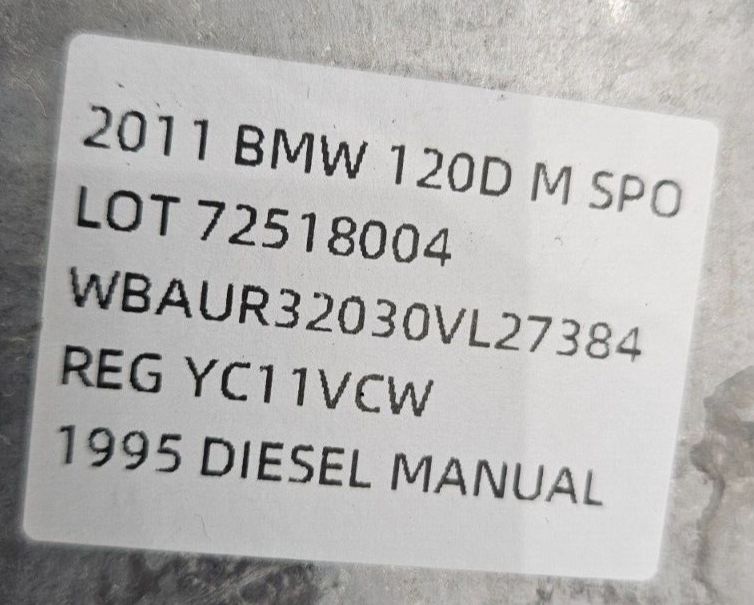 2011 BMW 120D M SPO
LOT 72518004
WBAUR32030VL27384
REG YC11VCW
1995 DIESEL MANUAL